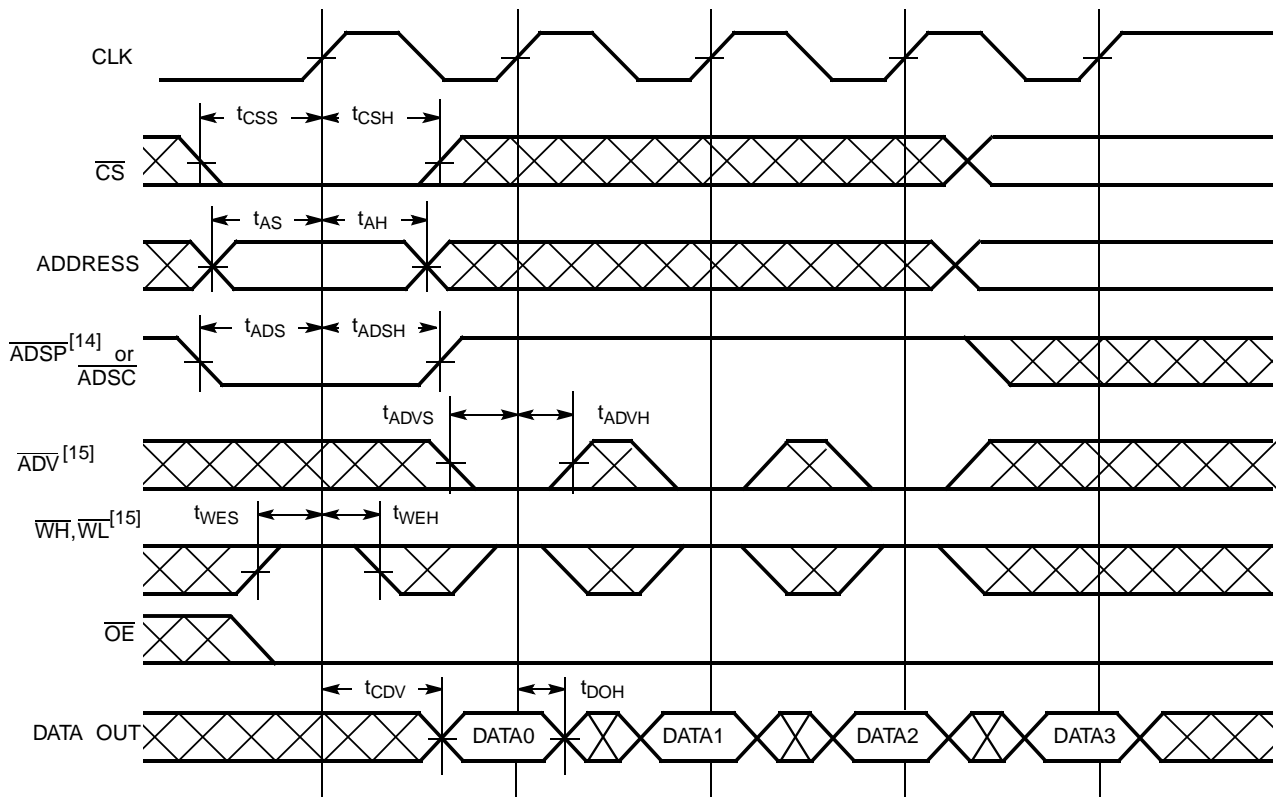 CLK
tCSS tCSH
CS
tAS tAH
ADDRESS
tADS tADSH
ADSP[14] or
ADSC
tADVS tADVH
ADV[15]
tWES tWEH
WH,WL[15]
OE
tCDV tDOH
DATA OUT DATA0 DATA1 DATA2 DATA3